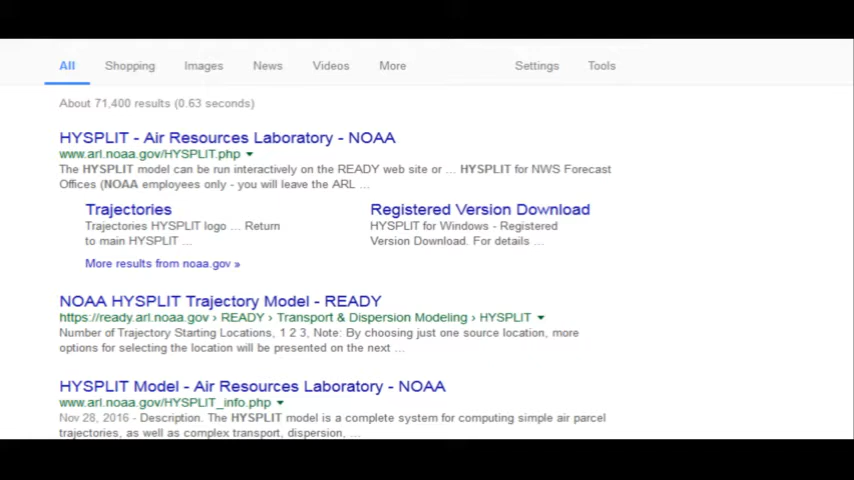 All Shopping Images News Videos More Settings Tools
About 71,400 results (0.63 seconds)
HYSPLIT - Air Resources Laboratory - NOAA
www.arl.noaa.gov/HYSPLIT.php
The HYSPLIT model can be run interactively on the READY web site or ... HYSPLIT for NWS Forecast
Offices (NOAA employees only - you will leave the ARL ...
Trajectories
Trajectories HYSPLIT logo ... Return
to main HYSPLIT ...
Registered Version Download
HYSPLIT for Windows - Registered
Version Download. For details ...
More results from noaa.gov »
NOAA HYSPLIT Trajectory Model - READY
https://ready.arl.noaa.gov › READY › Transport & Dispersion Modeling › HYSPLIT
Number of Trajectory Starting Locations, 1 2 3, Note: By choosing just one source location, more
options for selecting the location will be presented on the next ...
HYSPLIT Model - Air Resources Laboratory - NOAA
www.arl.noaa.gov/HYSPLIT_info.php
Nov 28, 2016 - Description. The HYSPLIT model is a complete system for computing simple air parcel
trajectories, as well as complex transport, dispersion, ...